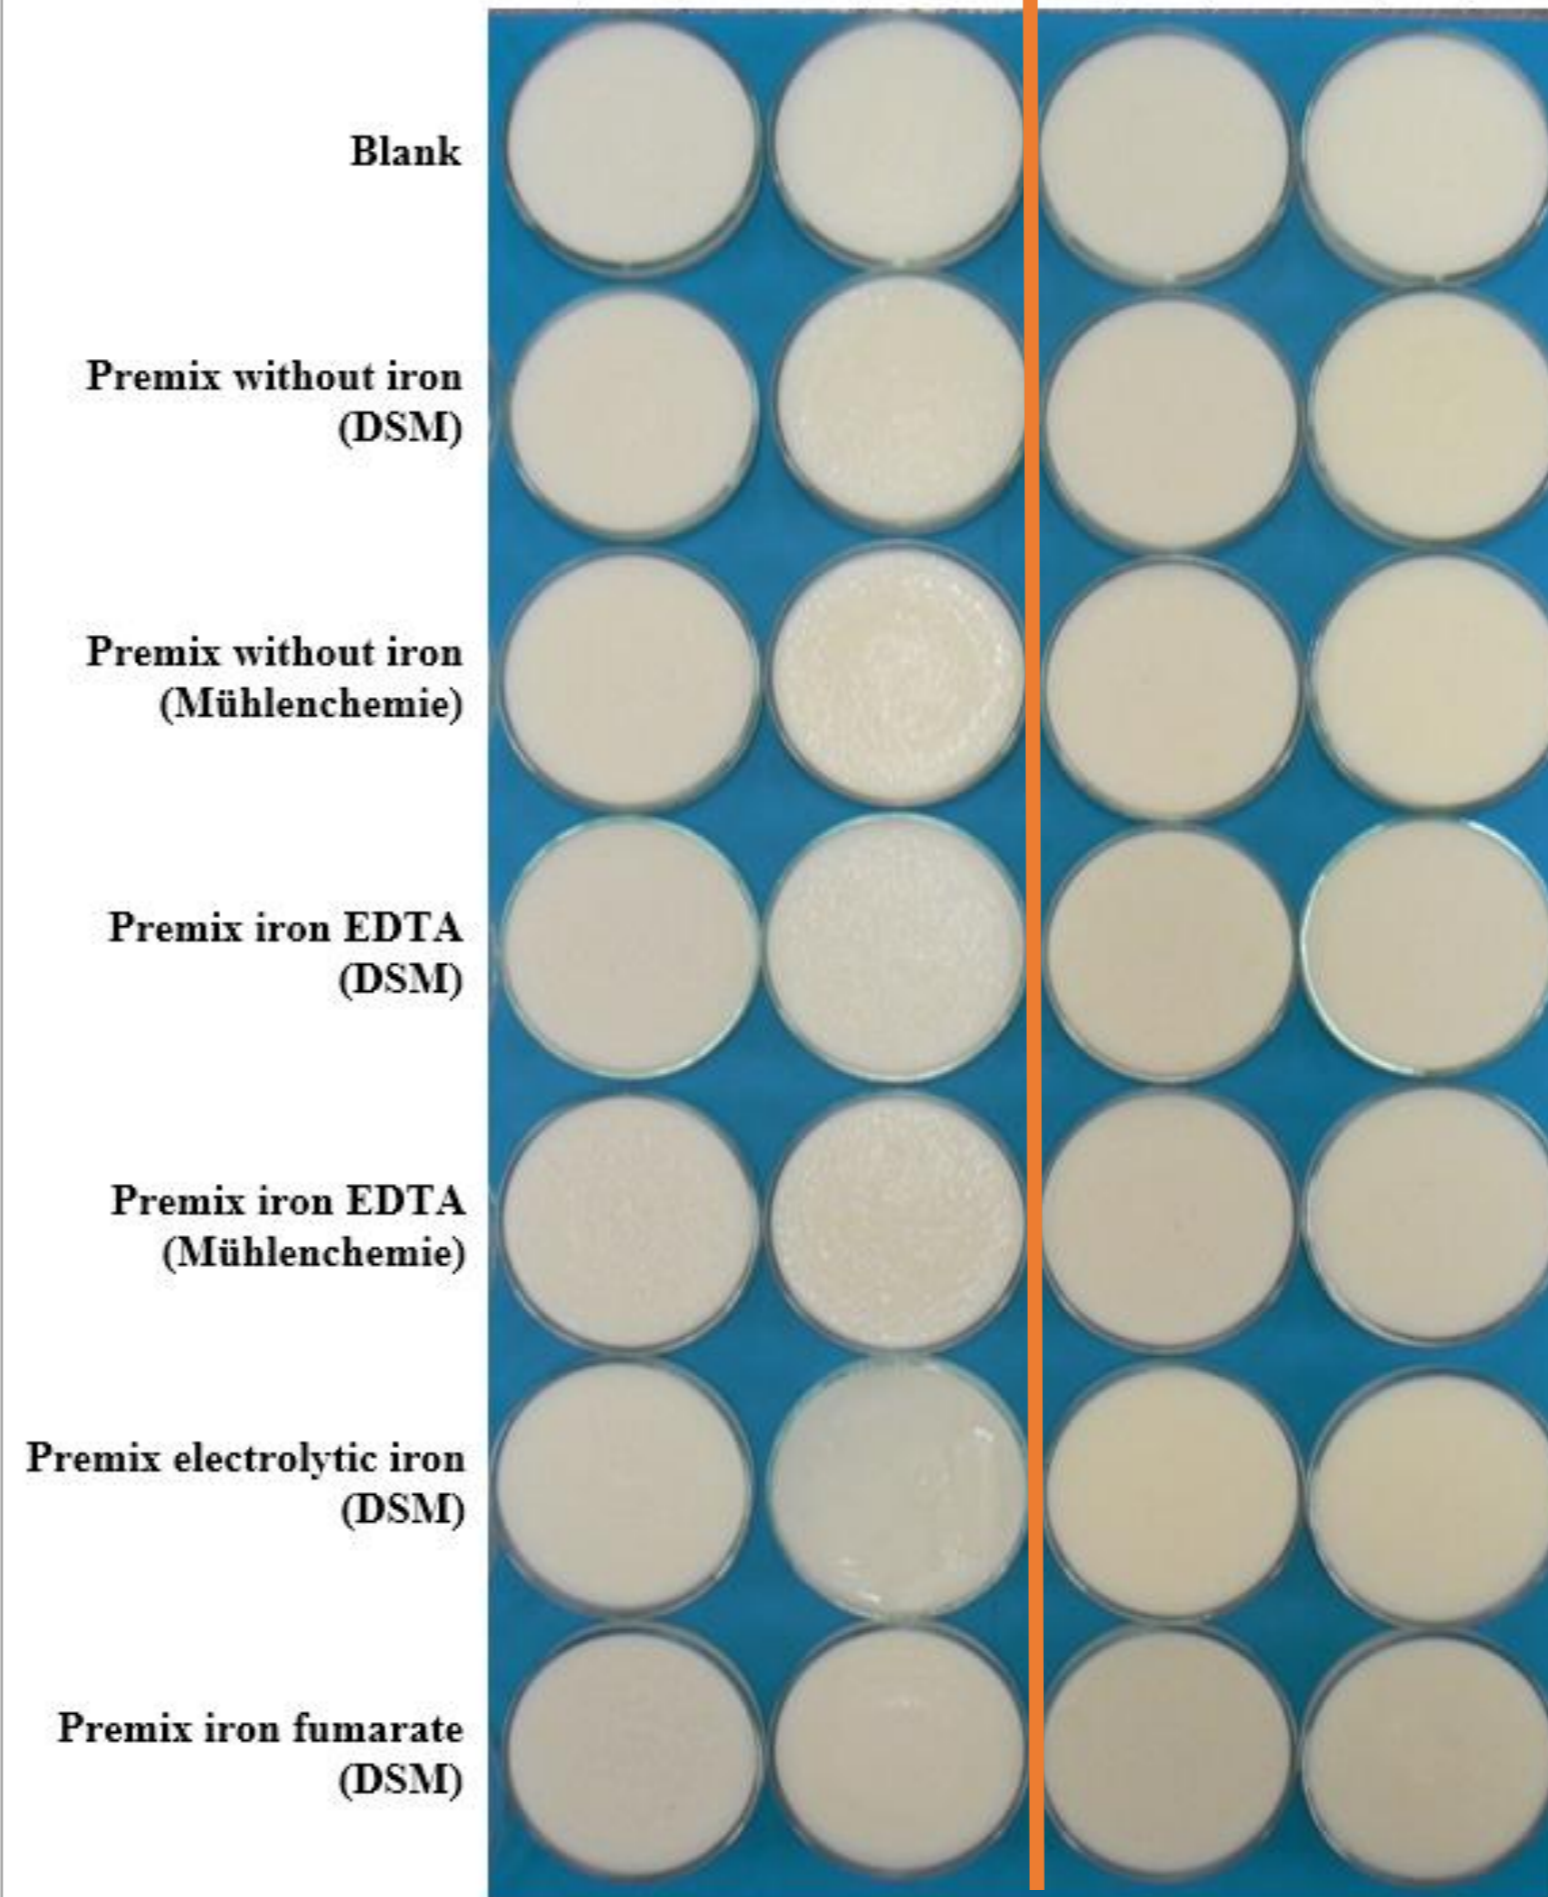 Blank
Premix without iron
(DSM)
Premix without iron
(Mühlenchemie)
Premix iron EDTA
(DSM)
Premix iron EDTA
(Mühlenchemie)
Premix electrolytic iron
(DSM)
Premix iron fumarate
(DSM)